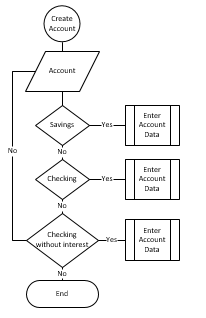 Create
Account
Account
Savings
Yes
Enter
Account
Data
No
Checking
Yes
Enter
Account
Data
No
No
Checking
without interest
Yes
Enter
Account
Data
No
End